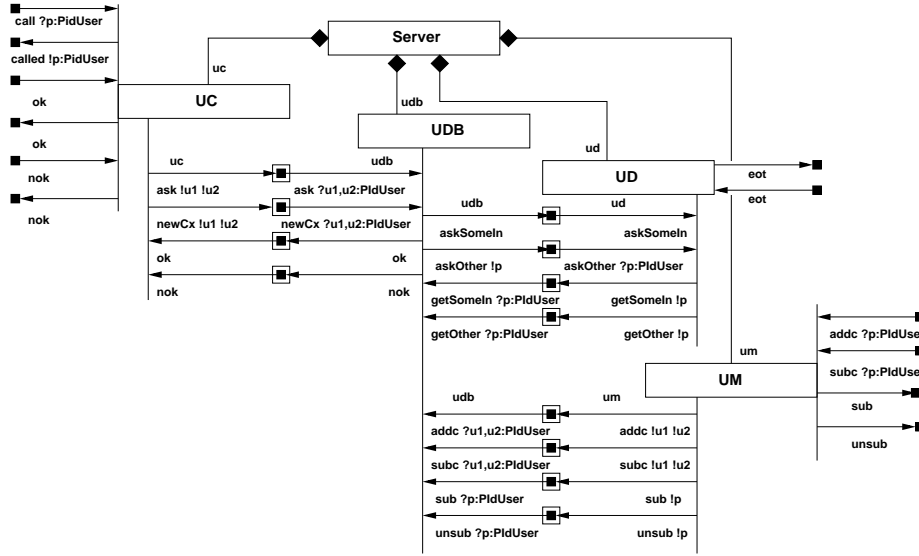 call ?p:PidUser
called !p:PidUser
ok
ok
nok
nok
Server
uc
UC
udb
UDB
ud
UD
eot
eot
um
UM
uc
udb
ask !u1 !u2
ask ?u1,u2:PIdUser
newCx !u1 !u2
newCx ?u1,u2:PIdUser
ok
ok
nok
nok
udb
ud
askSomeIn
askSomeIn
askOther !p
askOther ?p:PIdUser
getSomeIn ?p:PIdUser
getSomeIn !p
getOther ?p:PIdUser
getOther !p
addc ?p:PIdUse
subc ?p:PIdUse
sub
unsub
udb
um
addc ?u1,u2:PIdUser
addc !u1 !u2
subc ?u1,u2:PIdUser
subc !u1 !u2
sub ?p:PIdUser
sub !p
unsub ?p:PIdUser
unsub !p